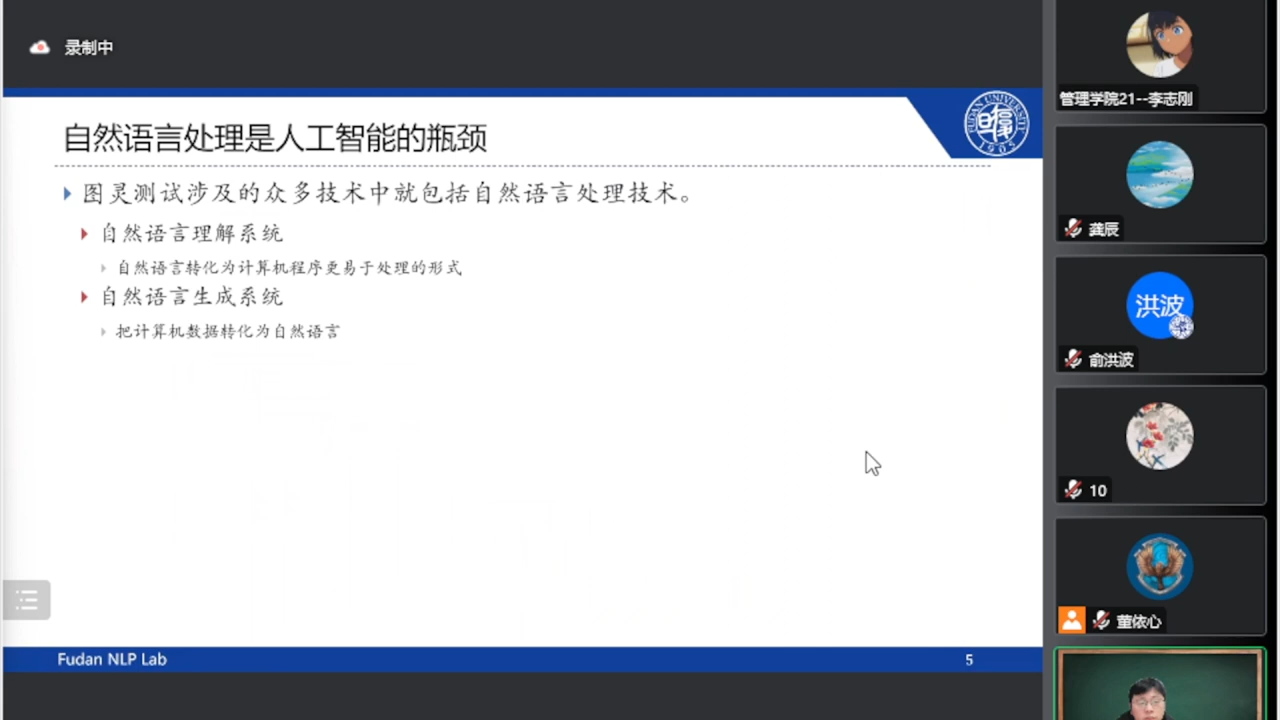 录制中
自然语言处理是人工智能的瓶颈
图灵测试涉及的众多技术中就包括自然语言处理技术。
自然语言理解系统
自然语言转化为计算机程序更易于处理的形式
自然语言生成系统
把计算机数据转化为自然语言
Fudan NLP Lab
5
FUDAN UNIVERSITY
1905
管理学院21--李志刚
龚辰
洪波
俞洪波
10
董依心